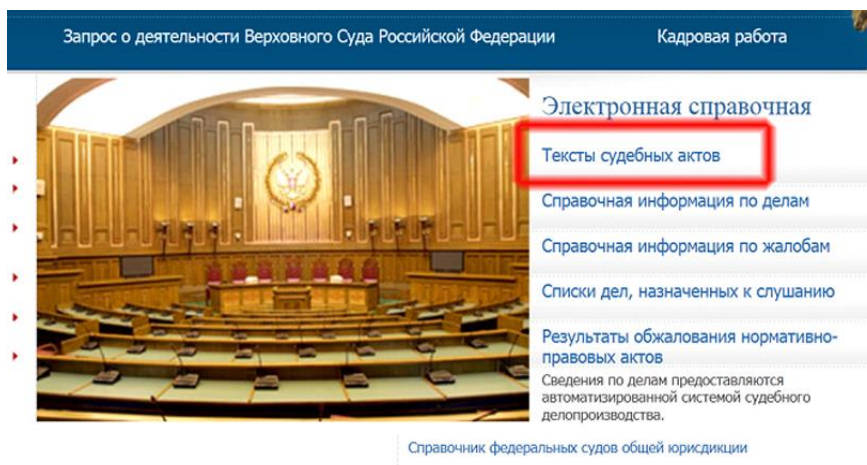 Запрос о деятельности Верховного Суда Российской Федерации
Кадровая работа
Электронная справочная
Тексты судебных актов
Справочная информация по делам
Справочная информация по жалобам
Списки дел, назначенных к слушанию
Результаты обжалования нормативно-
правовых актов
Сведения по делам предоставляются
автоматизированной системой судебного
делопроизводства.
Справочник федеральных судов общей юрисдикции